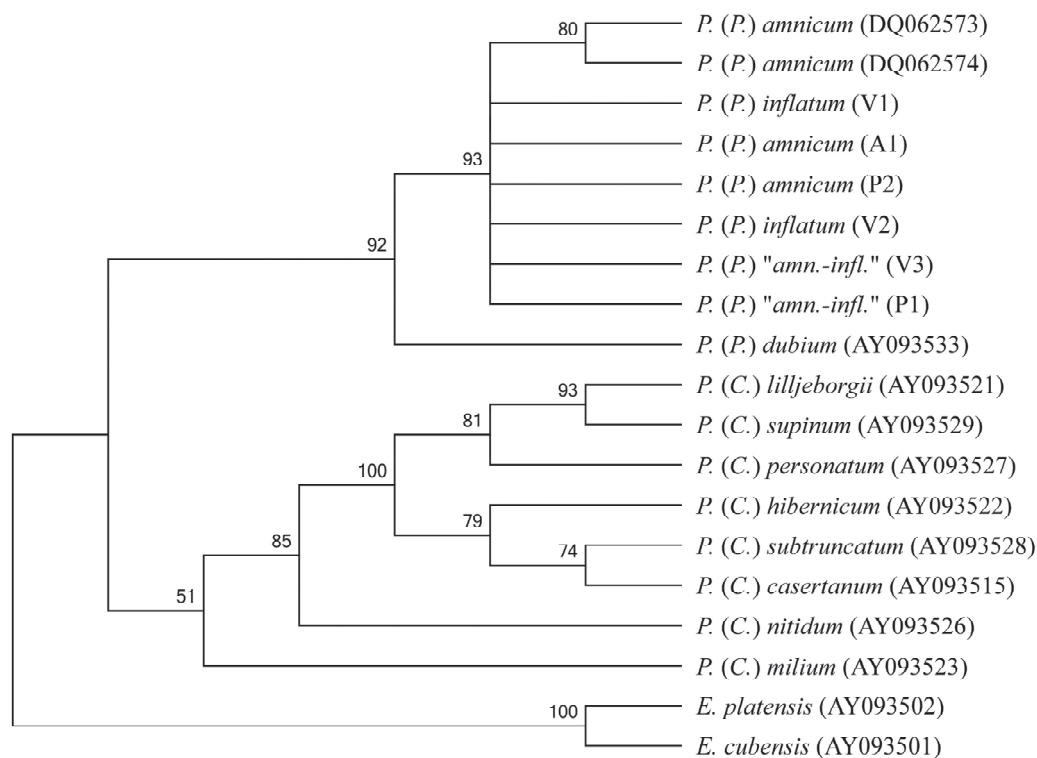 80
P. (P.) amnicum (DQ062573)
P. (P.) amnicum (DQ062574)
P. (P.) inflatum (V1)
P. (P.) amnicum (A1)
93
P. (P.) amnicum (P2)
P. (P.) inflatum (V2)
92
P. (P.) "amn.-infl." (V3)
P. (P.) "amn.-infl." (P1)
P. (P.) dubium (AY093533)
93
P. (C.) lilljeborgii (AY093521)
81
P. (C.) supinum (AY093529)
P. (C.) personatum (AY093527)
100
P. (C.) hibernicum (AY093522)
79
85
74
P. (C.) subtruncatum (AY093528)
P. (C.) casertanum (AY093515)
51
P. (C.) nitidum (AY093526)
P. (C.) milium (AY093523)
100
E. platensis (AY093502)
E. cubensis (AY093501)